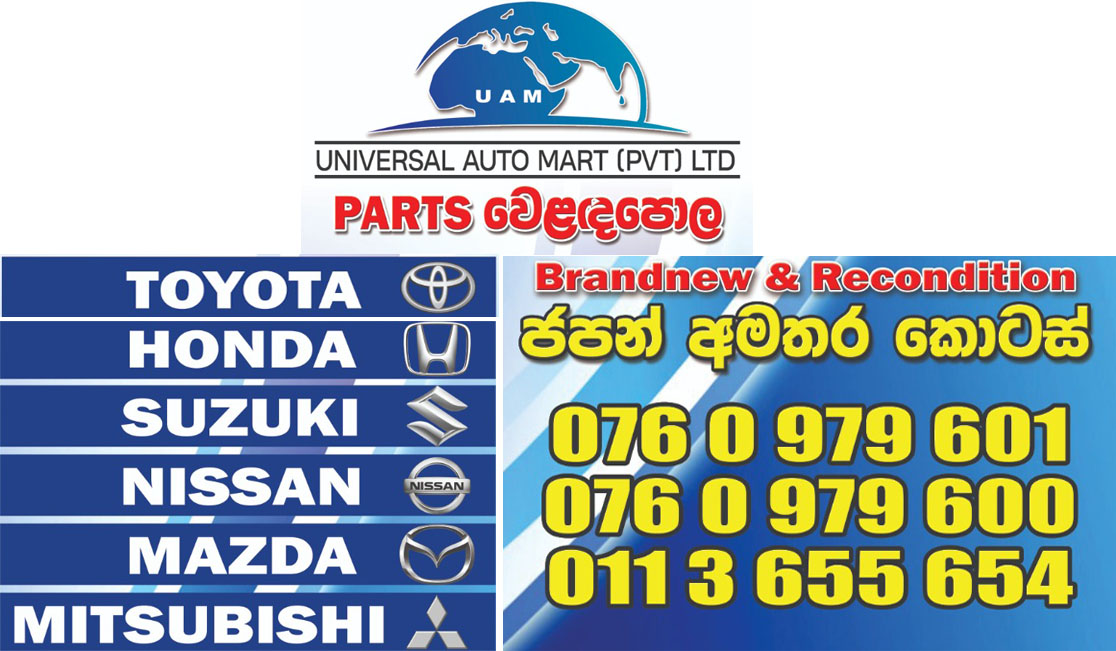 UAM
UNIVERSAL AUTO MART (PVT) LTD
PARTS වෙළඳපොල
TOYOTA
HONDA
SUZUKI
NISSAN
NISSAN
MAZDA
MITSUBISHI
Brandnew & Recondition
ජපන් අමතර කොටස්
076 0 979 601
076 0 979 600
011 3 655 654